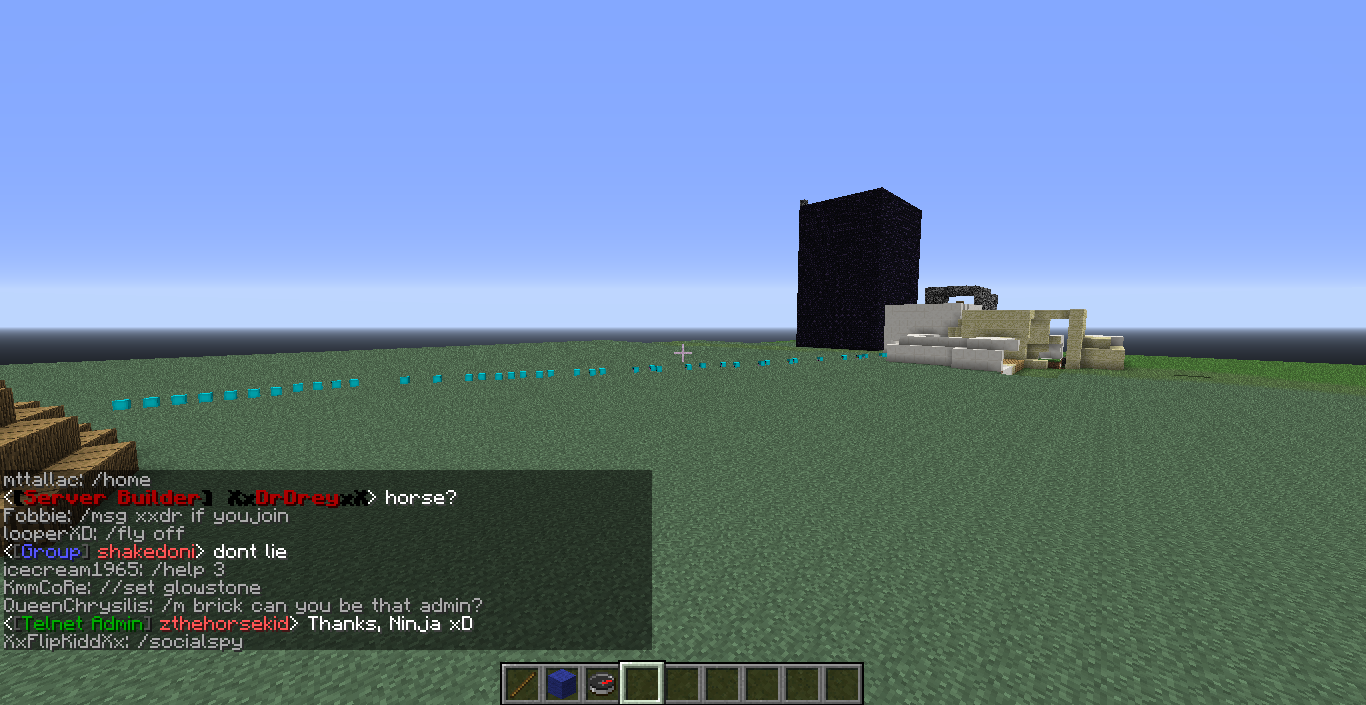 mttallac: /home
<[Server Builder] XxDrDreyxX> horse?
Fobbie: /msg xxdr if you.join
looperXD: /fly off
<[Group] shakedoni> dont lie
icecream1965: /help 3
KmmCoRe: //set glowstone
QueenChrysilis: /m brick can you be that admin?
<[Telnet Admin] zthehorsekid> Thanks, Ninja xD
XxFlipKiddXx: /socialspy